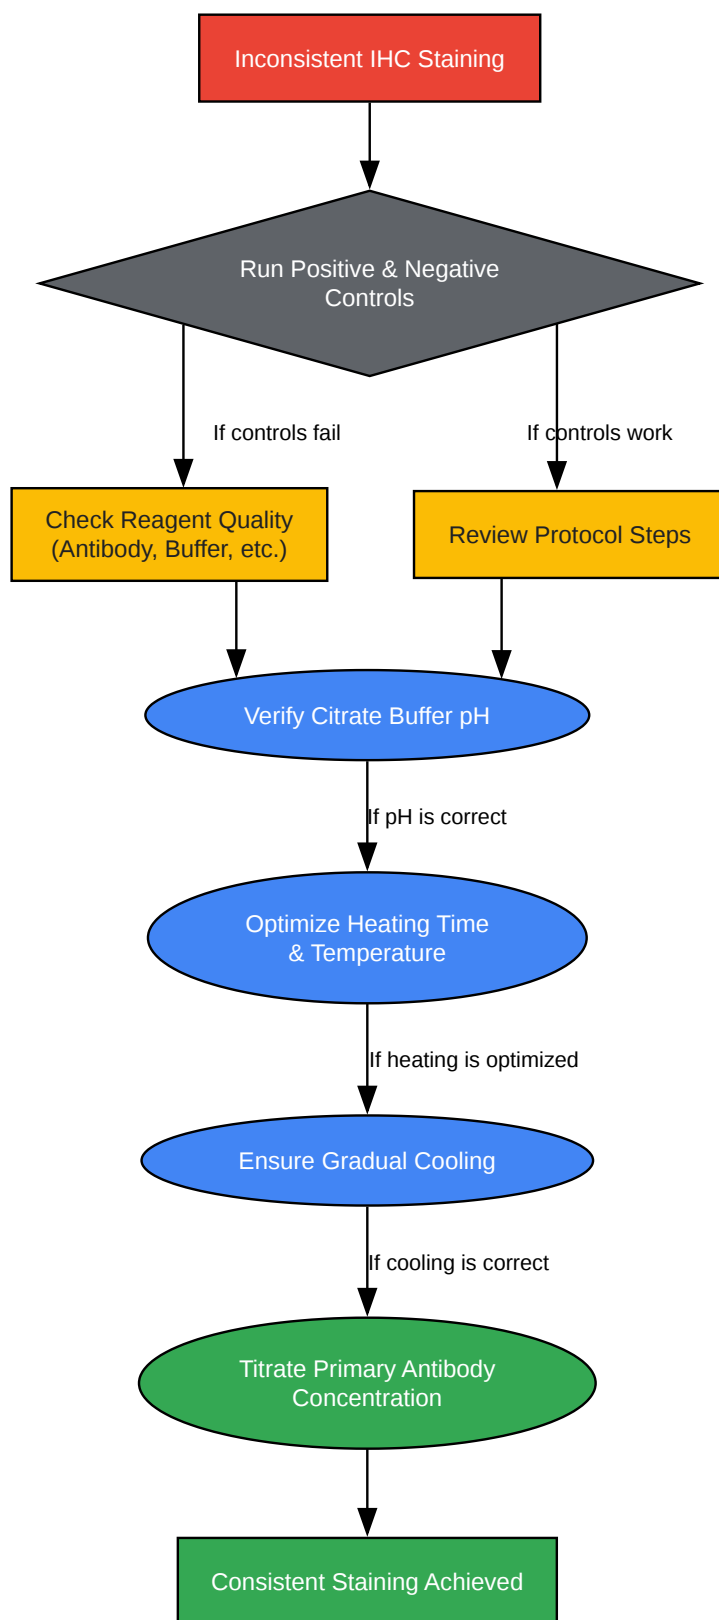 Inconsistent IHC Staining
Run Positive & Negative
Controls
If controls fail
If controls work
Check Reagent Quality
(Antibody, Buffer, etc.)
Review Protocol Steps
Verify Citrate Buffer pH
If pH is correct
Optimize Heating Time
& Temperature
If heating is optimized
Ensure Gradual Cooling
If cooling is correct
Titrate Primary Antibody
Concentration
Consistent Staining Achieved